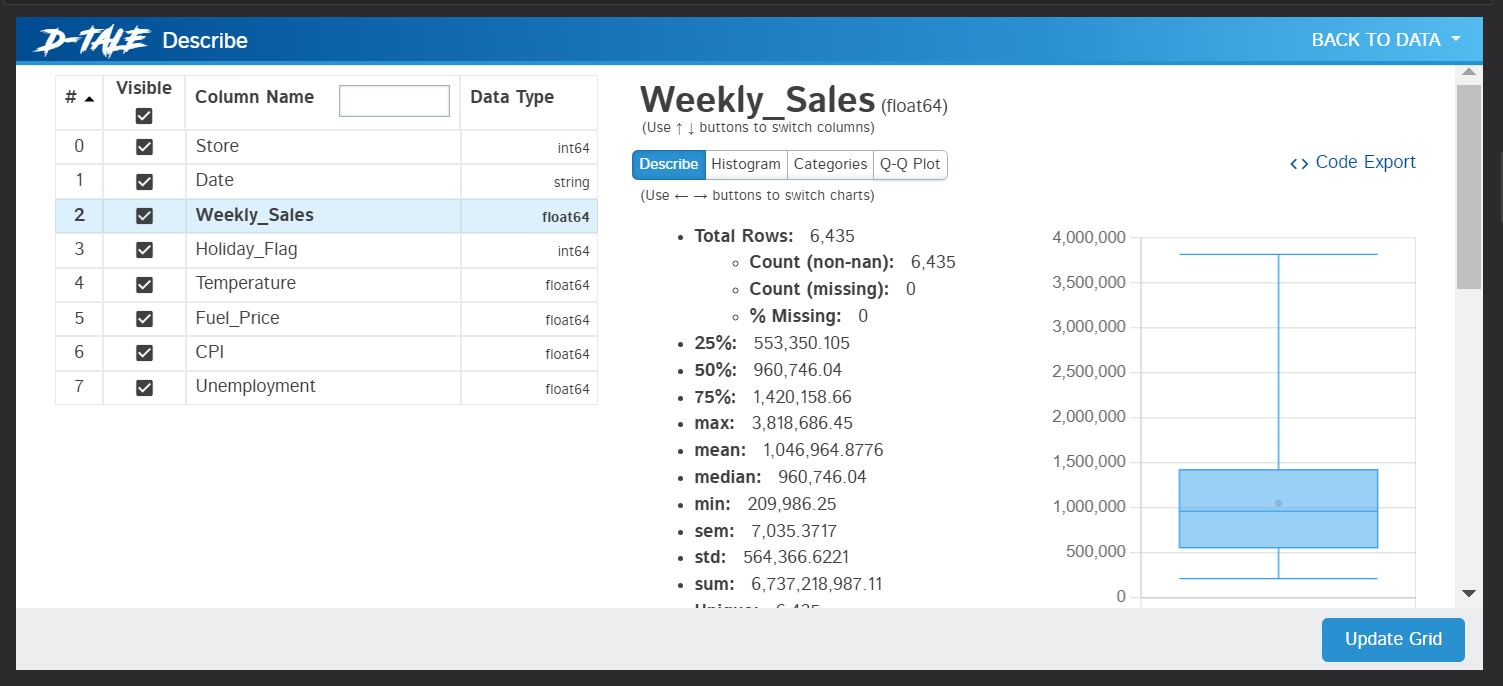 D-TALE Describe BACK TO DATA
# Visible Column Name Data Type
0 Store int64
1 Date string
2 Weekly_Sales float64
3 Holiday_Flag int64
4 Temperature float64
5 Fuel_Price float64
6 CPI float64
7 Unemployment float64
Weekly_Sales (float64)
(Use ↑ ↓ buttons to switch columns)
Describe Histogram Categories Q-Q Plot
<> Code Export
(Use ← → buttons to switch charts)
• Total Rows: 6,435
◦ Count (non-nan): 6,435
◦ Count (missing): 0
◦ % Missing: 0
• 25%: 553,350.105
• 50%: 960,746.04
• 75%: 1,420,158.66
• max: 3,818,686.45
• mean: 1,046,964.8776
• median: 960,746.04
• min: 209,986.25
• sem: 7,035.3717
• std: 564,366.6221
• sum: 6,737,218,987.11
4,000,000
3,500,000
3,000,000
2,500,000
2,000,000
1,500,000
1,000,000
500,000
0
Update Grid